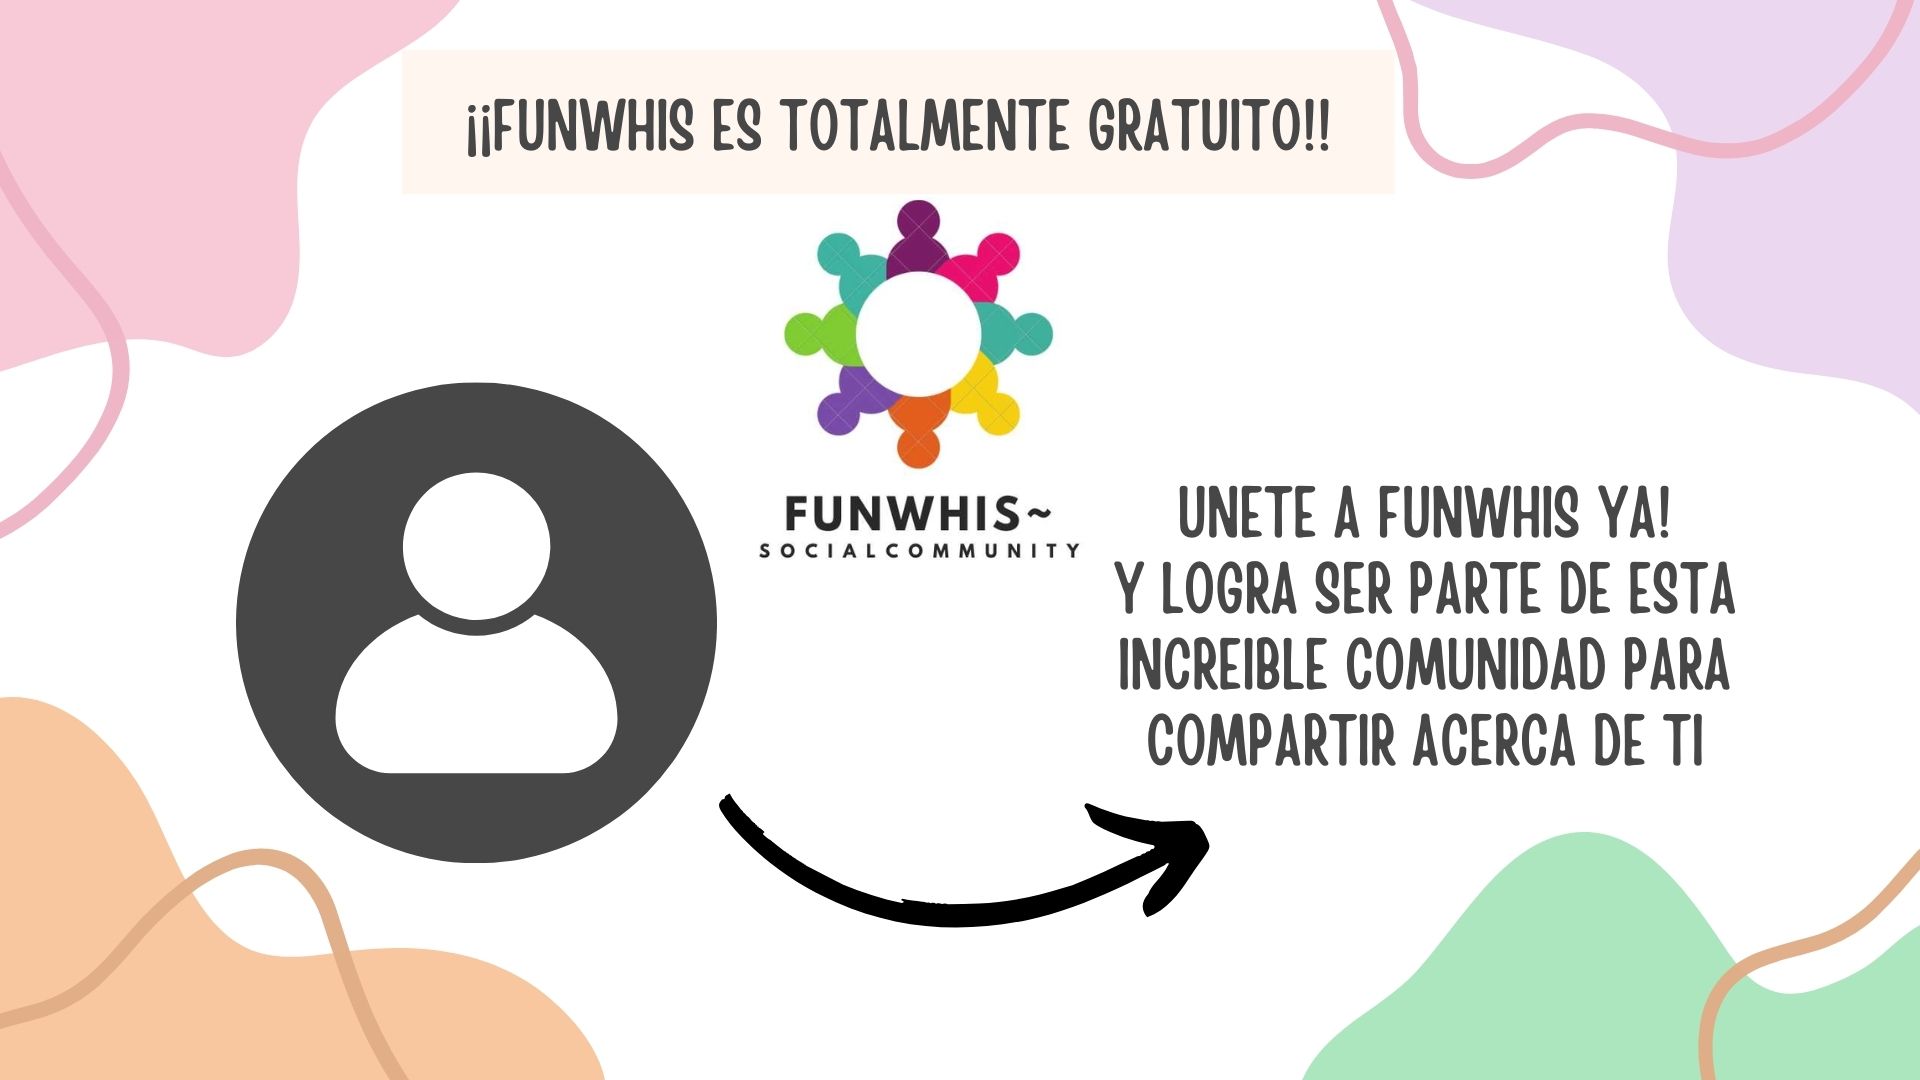 ¡¡FUNWHIS ES TOTALMENTE GRATUITO!!
FUNWHIS~
SOCIALCOMMUNITY
UNETE A FUNWHIS YA!
Y LOGRA SER PARTE DE ESTA
INCREIBLE COMUNIDAD PARA
COMPARTIR ACERCA DE TI